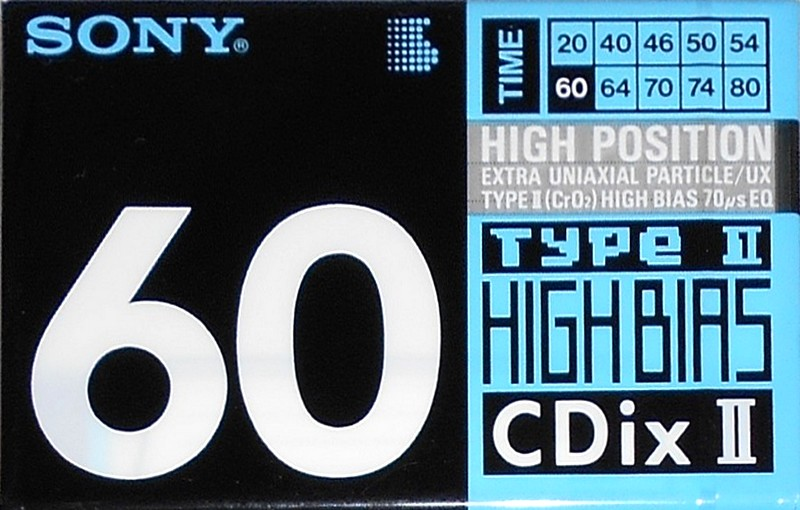 SONY®
60
TIME
20 40 46 50 54
60 64 70 74 80
HIGH POSITION
EXTRA UNIAXIAL PARTICLE/UX
TYPE II (CrO₂) HIGH BIAS 70μs EQ
TYPE II
HIGH BIAS
CDix II